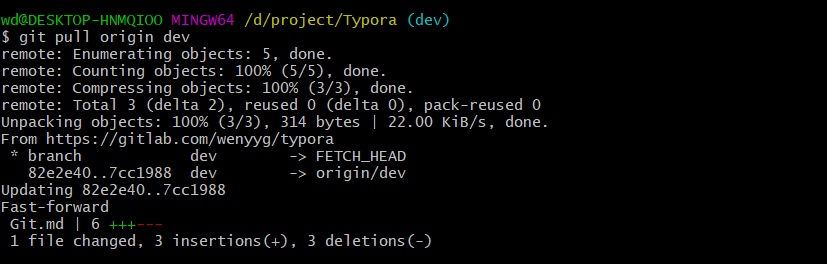 wd@DESKTOP-HNMQIOO MINGW64 /d/project/Typora (dev)
$ git pull origin dev
remote: Enumerating objects: 5, done.
remote: Counting objects: 100% (5/5), done.
remote: Compressing objects: 100% (3/3), done.
remote: Total 3 (delta 2), reused 0 (delta 0), pack-reused 0
Unpacking objects: 100% (3/3), 314 bytes | 22.00 KiB/s, done.
From https://gitlab.com/wenyyg/typora
 * branch            dev        -> FETCH_HEAD
   82e2e40..7cc1988  dev        -> origin/dev
Updating 82e2e40..7cc1988
Fast-forward
 Git.md | 6 +++---
 1 file changed, 3 insertions(+), 3 deletions(-)